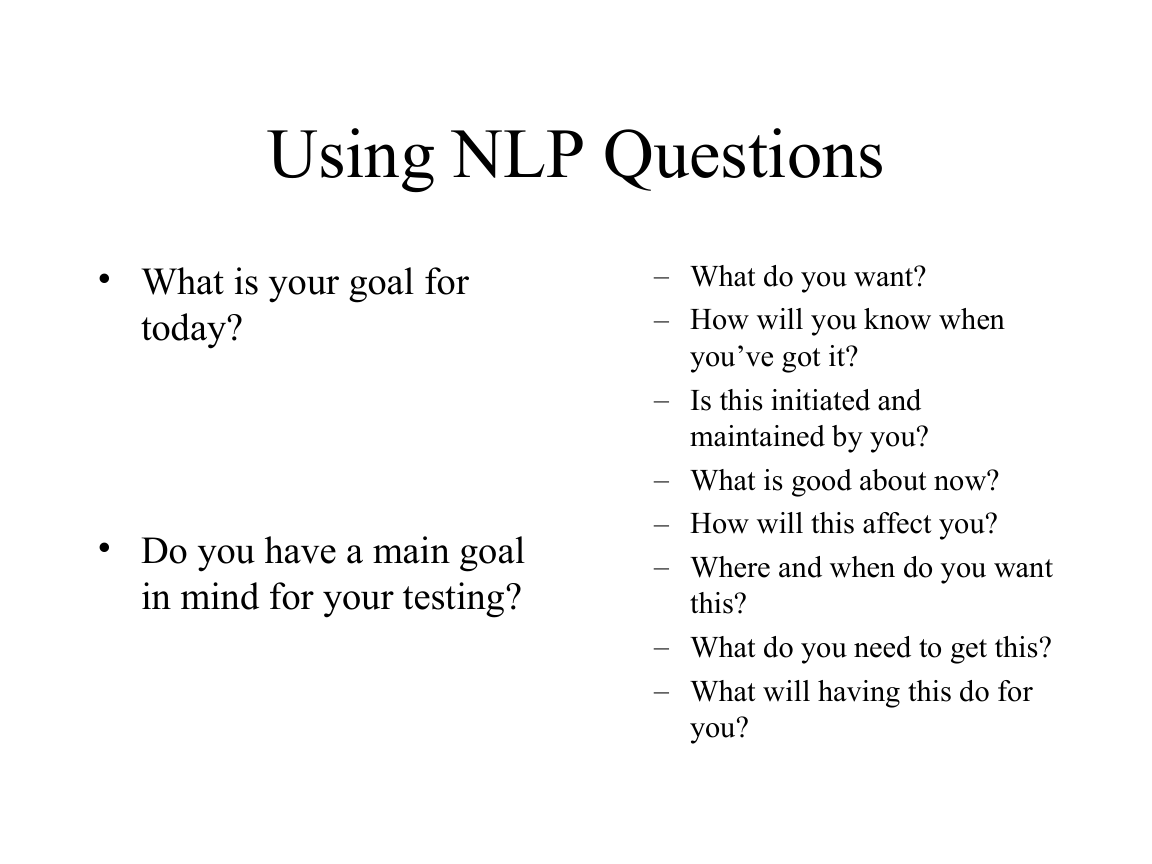 Using NLP Questions
• What is your goal for
today?
• Do you have a main goal
in mind for your testing?
– What do you want?
– How will you know when
you’ve got it?
– Is this initiated and
maintained by you?
– What is good about now?
– How will this affect you?
– Where and when do you want
this?
– What do you need to get this?
– What will having this do for
you?